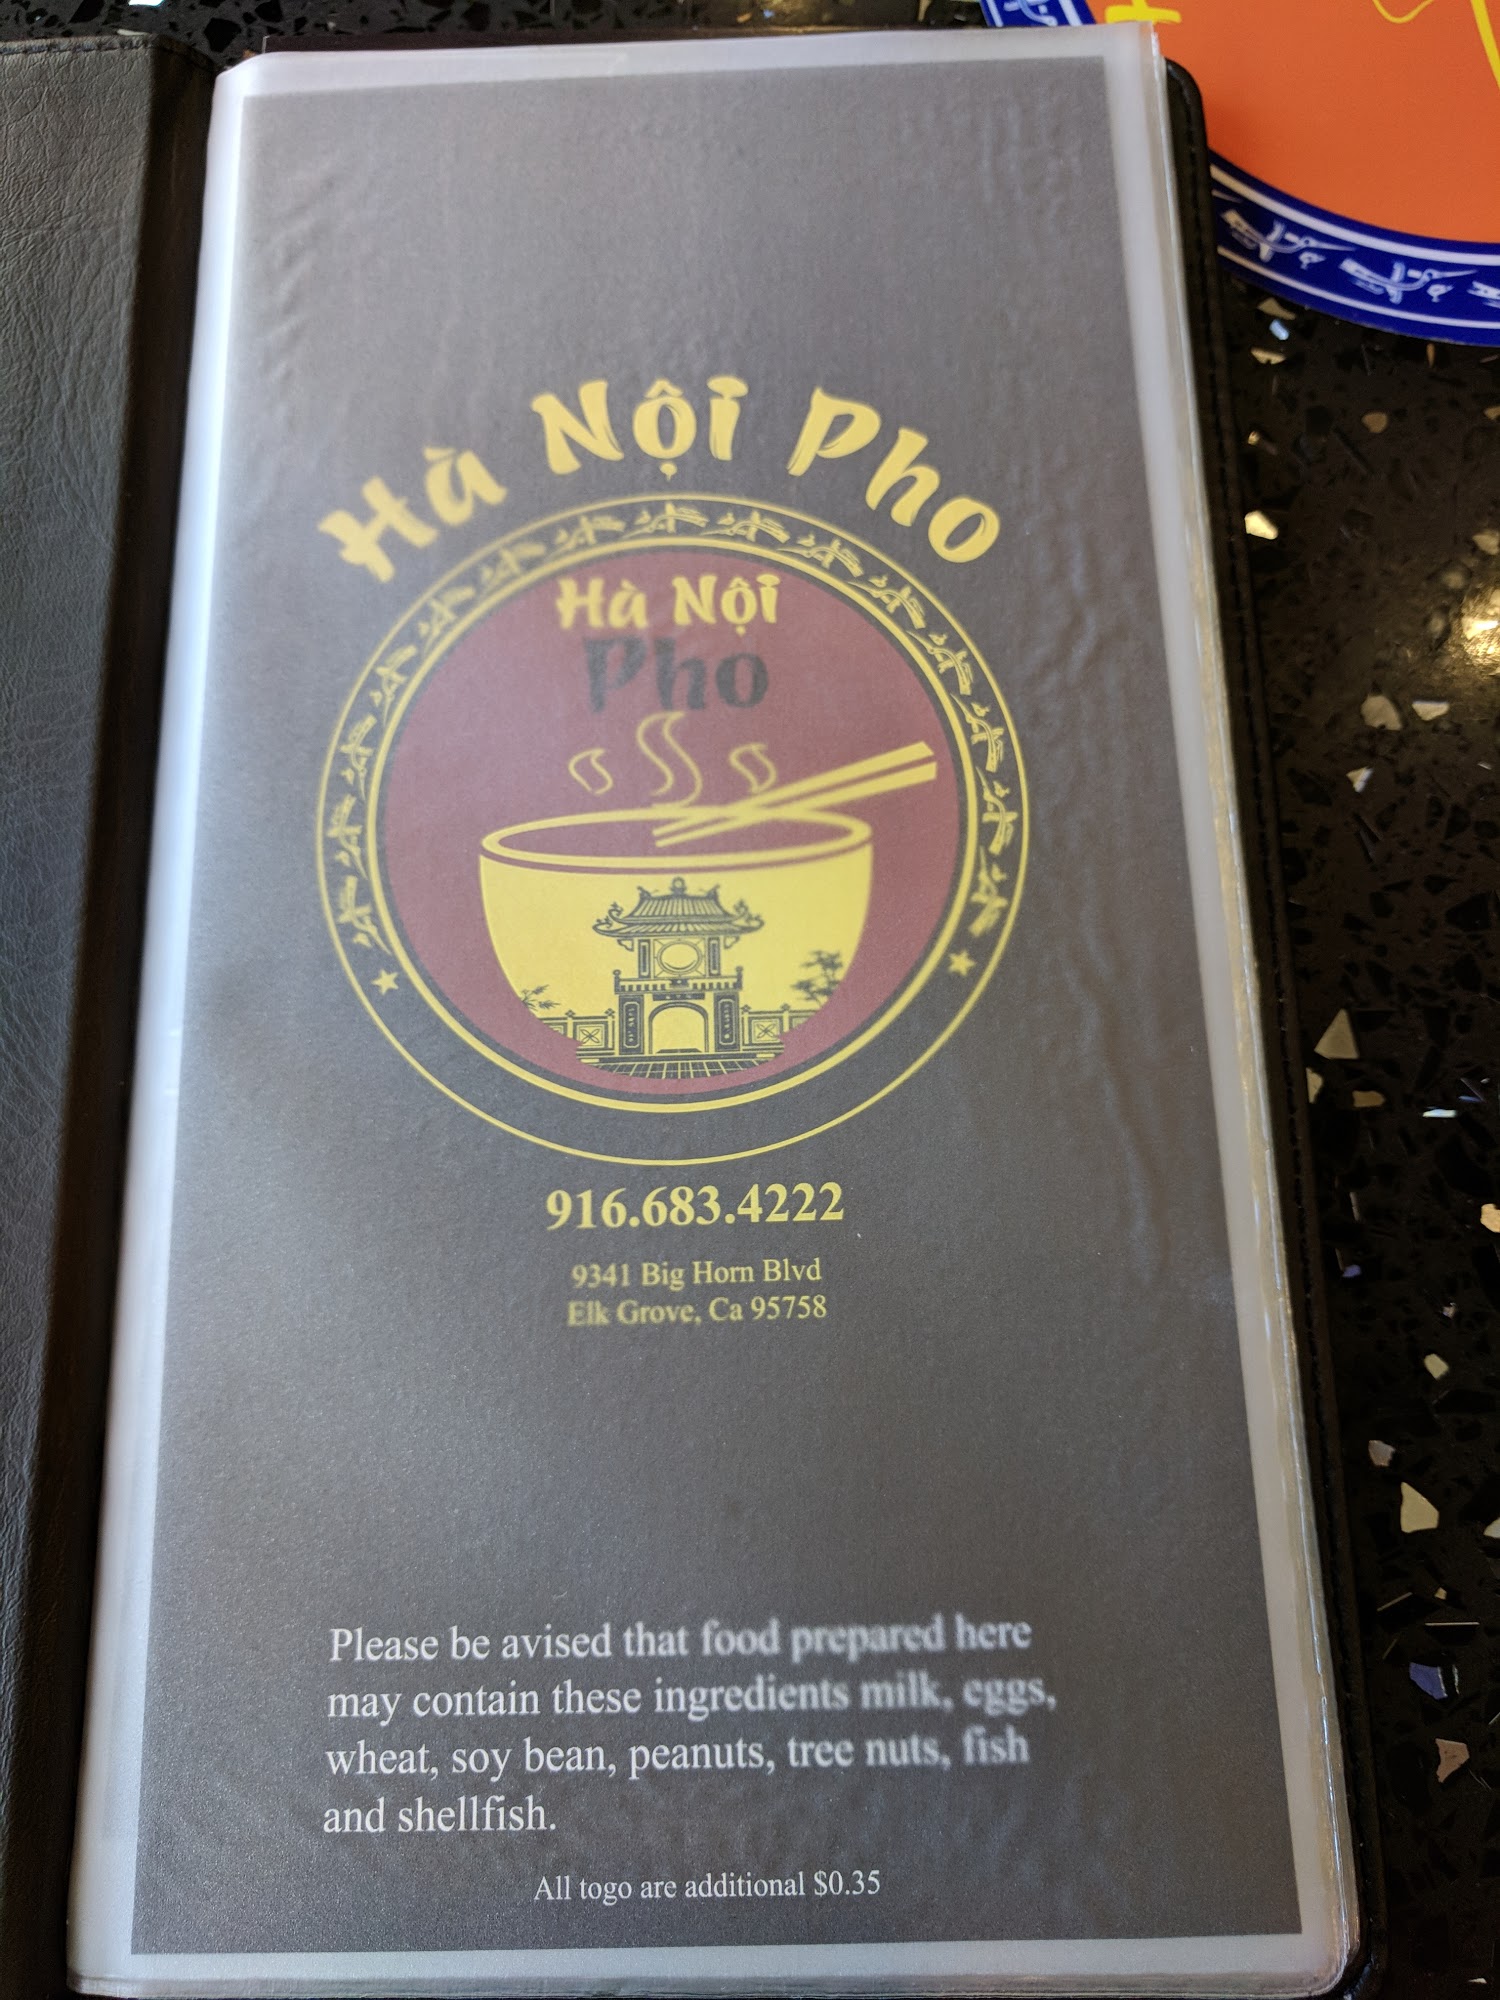 Hà Nội Pho
Hà Nội
Pho
916.683.4222
9341 Big Horn Blvd
Elk Grove, Ca 95758
Please be avised that food prepared here
may contain these ingredients milk, eggs,
wheat, soy bean, peanuts, tree nuts, fish
and shellfish.
All togo are additional $0.35